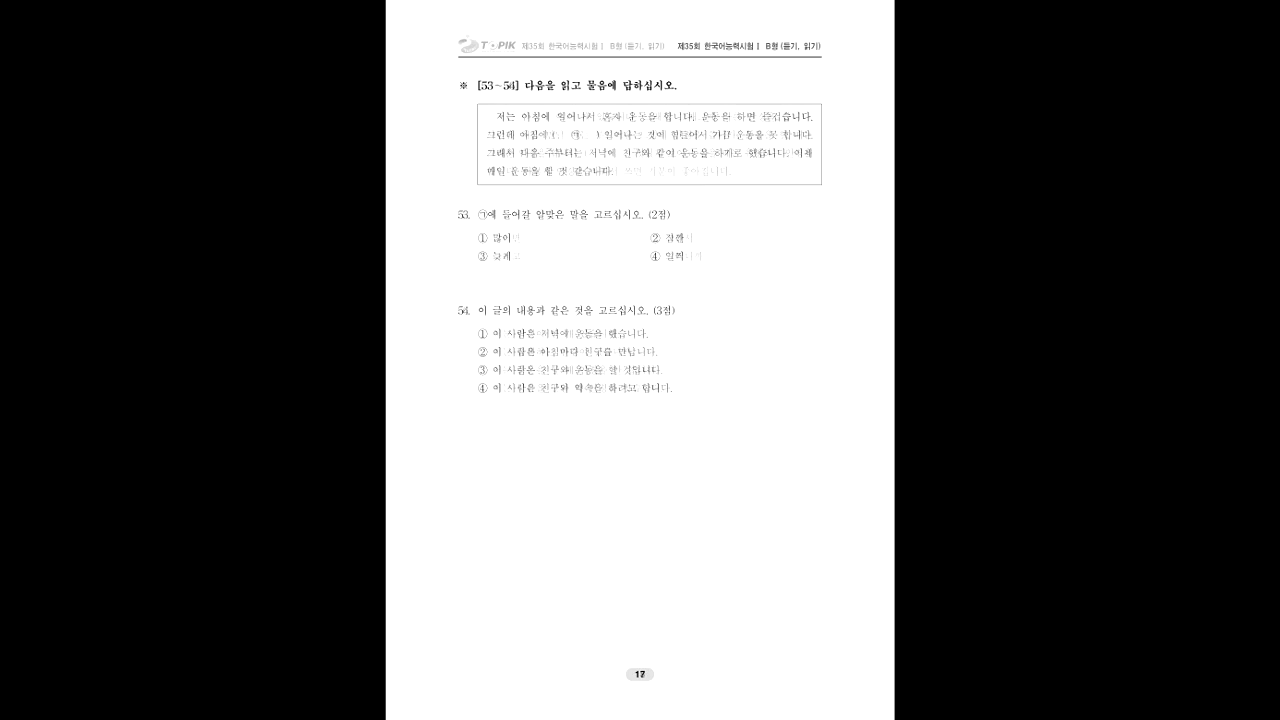 TOPIK 제35회 한국어능력시험Ⅰ B형(듣기, 읽기) 제35회 한국어능력시험Ⅰ B형(듣기, 읽기)
※ [53~54] 다음을 읽고 물음에 답하십시오.
저는 아침에 일어나서 혼자 운동을 합니다. 운동을 하면 즐겁습니다.
그런데 아침에 ( ㉠ ) 일어나는 것이 힘들어서 가끔 운동을 못 합니다.
그래서 다음 주부터는 저녁에 친구와 같이 운동을 하기로 했습니다. 이제
매일 운동을 할 것 같습니다.
53. ㉠에 들어갈 알맞은 말을 고르십시오. (2점)
① 많이 ② 잠깐
③ 늦게 ④ 일찍
54. 이 글의 내용과 같은 것을 고르십시오. (3점)
① 이 사람은 저녁에 운동을 했습니다.
② 이 사람은 아침마다 친구를 만납니다.
③ 이 사람은 친구와 운동을 할 것입니다.
④ 이 사람은 친구와 약속을 하려고 합니다.
17